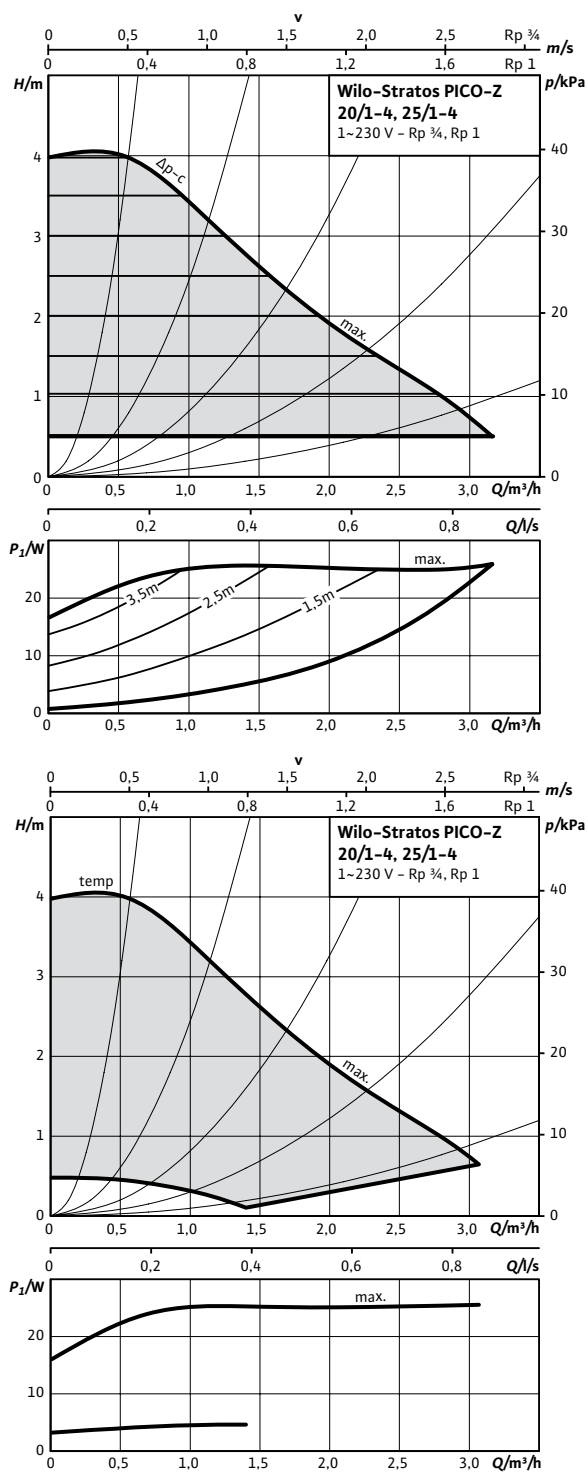 v
0 0,5 1,0 1,5 2,0 2,5 Rp ¾
m/s
0 0,4 0,8 1,2 1,6 Rp 1
H/m
p/kPa
Wilo-Stratos PICO-Z
20/1-4, 25/1-4
1~230 V - Rp ¾, Rp 1
4
3
2
1
0
40
30
20
10
0
Δp-c
max.
0 0,5 1,0 1,5 2,0 2,5 3,0 Q/m³/h
0 0,2 0,4 0,6 0,8 Q/l/s
P₁/W
20
10
0
3,5m
2,5m
1,5m
max.
0 0,5 1,0 1,5 2,0 2,5 3,0 Q/m³/h
v
0 0,5 1,0 1,5 2,0 2,5 Rp ¾
m/s
0 0,4 0,8 1,2 1,6 Rp 1
H/m
p/kPa
Wilo-Stratos PICO-Z
20/1-4, 25/1-4
1~230 V - Rp ¾, Rp 1
4
3
2
1
0
40
30
20
10
0
temp
max.
0 0,5 1,0 1,5 2,0 2,5 3,0 Q/m³/h
0 0,2 0,4 0,6 0,8 Q/l/s
P₁/W
20
10
0
max.
0 0,5 1,0 1,5 2,0 2,5 3,0 Q/m³/h